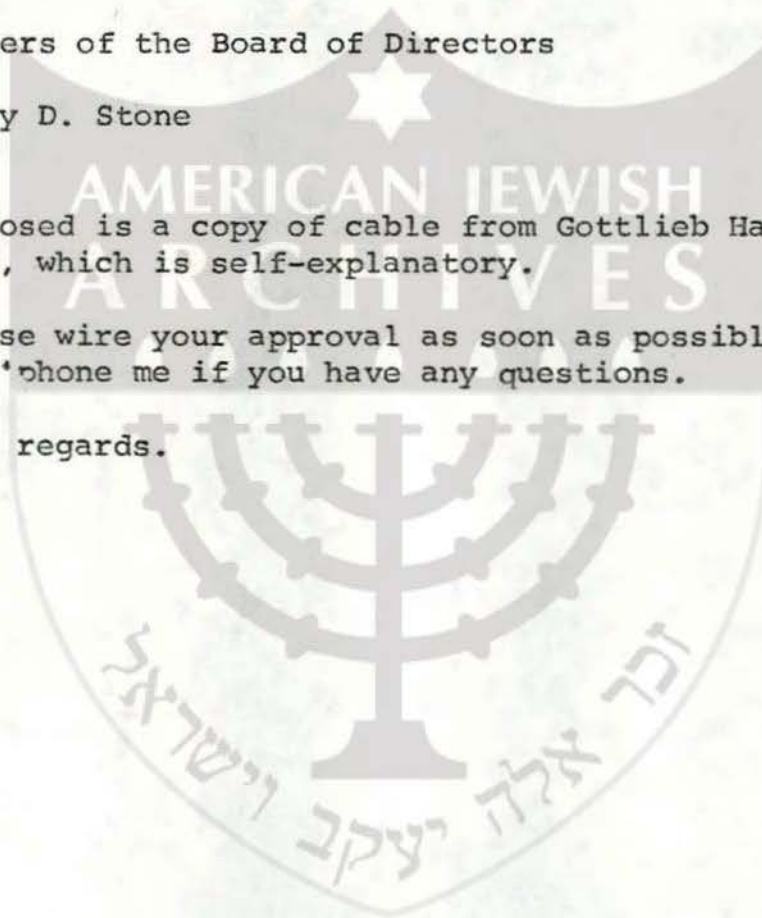 ers of the Board of Directors
y D. Stone
AMERICAN JEWISH
osed is a copy of cable from Gottlieb Ha
, which is self-explanatory.
ARCHIVES
se wire your approval as soon as possibl
'phone me if you have any questions.
regards.
זכר אלה יעקב וישראל